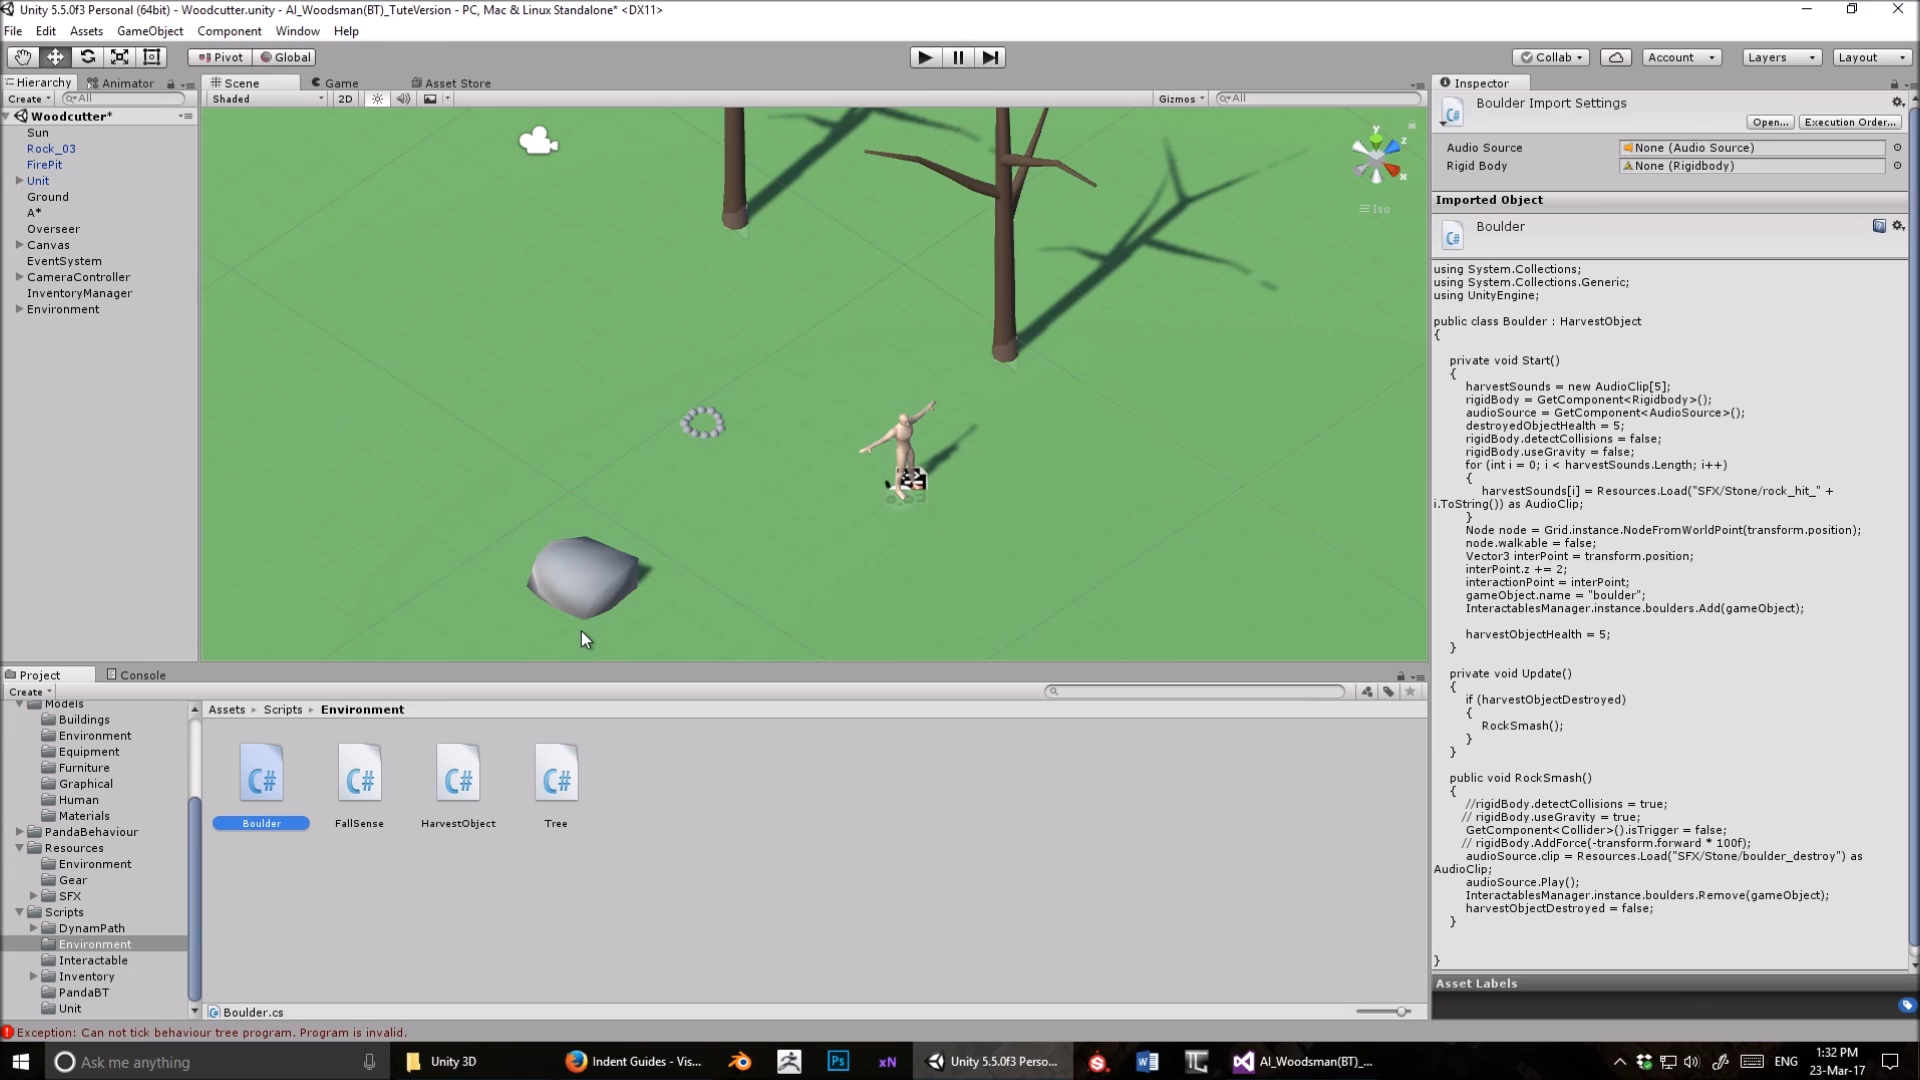 Unity 5.5.0f3 Personal (64bit) - Woodcutter.unity - AI_Woodsman(BT)_TuteVersion - PC, Mac & Linux Standalone* <DX11>
File Edit Assets GameObject Component Window Help
Pivot Global Collab Account Layers Layout
Hierarchy Animator Scene Game Asset Store Inspector
Create All Shaded 2D Gizmos All
Woodcutter*
Sun
Rock_03
FirePit
Unit
Ground
A*
Overseer
Canvas
EventSystem
CameraController
InventoryManager
Environment
y
z
x
Iso
Boulder Import Settings
Open... Execution Order...
Audio Source None (Audio Source)
Rigid Body None (Rigidbody)
Imported Object
Boulder
using System.Collections;
using System.Collections.Generic;
using UnityEngine;
public class Boulder : HarvestObject
{
private void Start()
{
harvestSounds = new AudioClip[5];
rigidBody = GetComponent<Rigidbody>();
audioSource = GetComponent<AudioSource>();
destroyedObjectHealth = 5;
rigidBody.detectCollisions = false;
rigidBody.useGravity = false;
for (int i = 0; i < harvestSounds.Length; i++)
{
harvestSounds[i] = Resources.Load("SFX/Stone/rock_hit_" +
i.ToString()) as AudioClip;
}
Node node = Grid.instance.NodeFromWorldPoint(transform.position);
node.walkable = false;
Vector3 interPoint = transform.position;
interPoint.z += 2;
interactionPoint = interPoint;
gameObject.name = "boulder";
InteractablesManager.instance.boulders.Add(gameObject);
harvestObjectHealth = 5;
}
private void Update()
{
if (harvestObjectDestroyed)
{
RockSmash();
}
}
public void RockSmash()
{
//rigidBody.detectCollisions = true;
// rigidBody.useGravity = true;
GetComponent<Collider>().isTrigger = false;
// rigidBody.AddForce(-transform.forward * 100f);
audioSource.clip = Resources.Load("SFX/Stone/boulder_destroy") as
AudioClip;
audioSource.Play();
InteractablesManager.instance.boulders.Remove(gameObject);
harvestObjectDestroyed = false;
}
}
Asset Labels
Project Console
Create
Models
Buildings
Environment
Equipment
Furniture
Graphical
Human
Materials
PandaBehaviour
Resources
Environment
Gear
SFX
Scripts
DynamPath
Environment
Interactable
Inventory
PandaBT
Unit
Assets Scripts Environment
C# C# C# C#
Boulder FallSense HarvestObject Tree
Boulder.cs
Exception: Can not tick behaviour tree program. Program is invalid.
Ask me anything Unity 3D Indent Guides - Vis... Ps xN Unity 5.5.0f3 Perso... AI_Woodsman(BT)_... ENG 1:32 PM
23-Mar-17